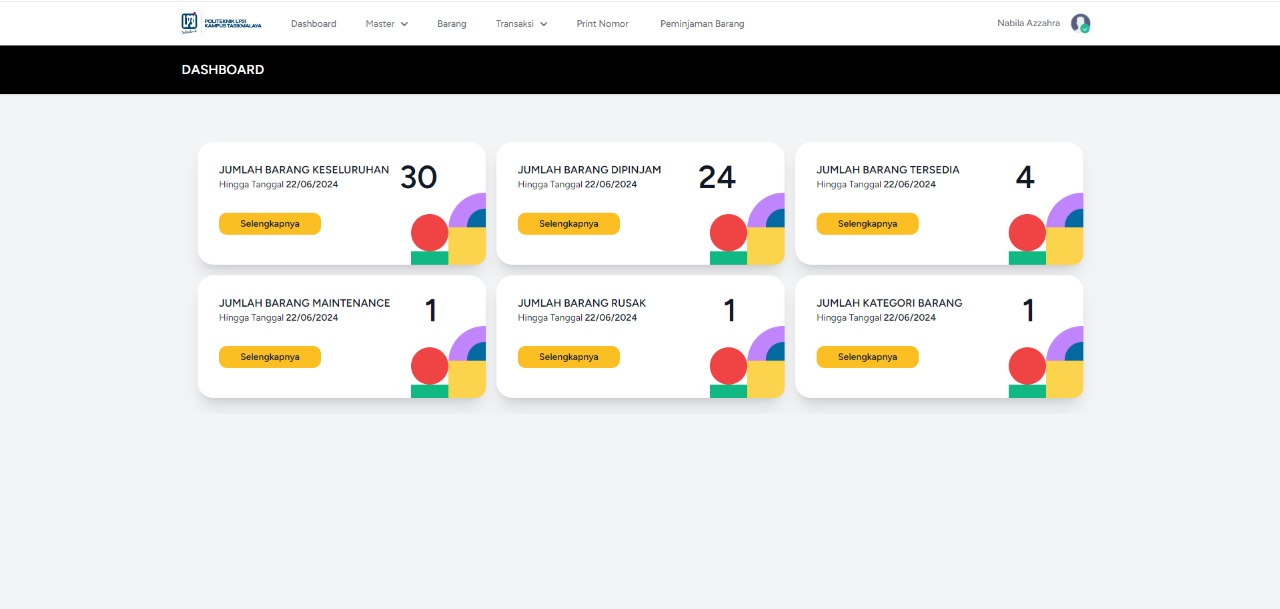 POLITEKNIK LP3I
KAMPUS TASIKMALAYA
Dashboard
Master
Barang
Transaksi
Print Nomor
Peminjaman Barang
Nabila Azzahra
DASHBOARD
JUMLAH BARANG KESELURUHAN 30
Hingga Tanggal 22/06/2024
Selengkapnya
JUMLAH BARANG DIPINJAM 24
Hingga Tanggal 22/06/2024
Selengkapnya
JUMLAH BARANG TERSEDIA 4
Hingga Tanggal 22/06/2024
Selengkapnya
JUMLAH BARANG MAINTENANCE 1
Hingga Tanggal 22/06/2024
Selengkapnya
JUMLAH BARANG RUSAK 1
Hingga Tanggal 22/06/2024
Selengkapnya
JUMLAH KATEGORI BARANG 1
Hingga Tanggal 22/06/2024
Selengkapnya